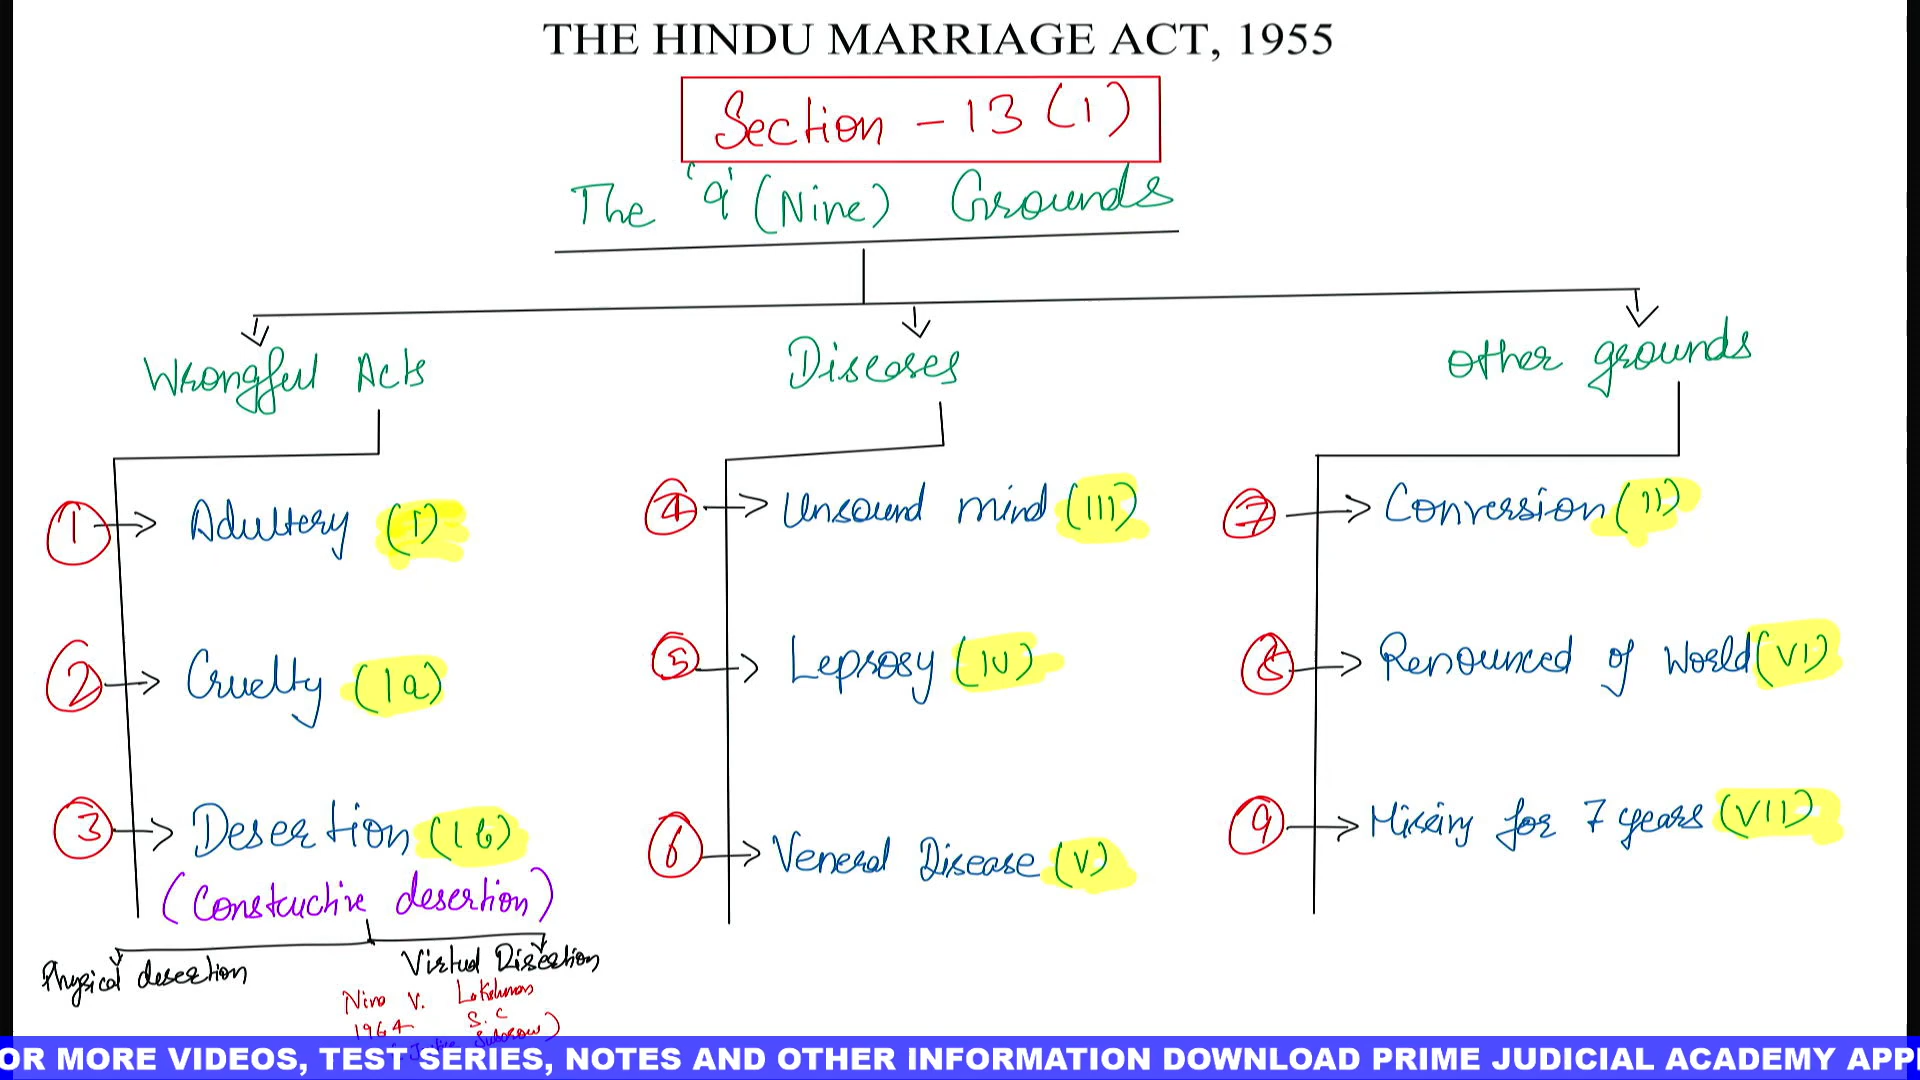 THE HINDU MARRIAGE ACT, 1955
Section - 13 (1)
The '9' (Nine) Grounds
Wrongful Acts
Diseases
Other grounds
1 → Adultery (I)
4 → Unsound mind (III)
7 → Conversion (II)
2 → Cruelty (Ia)
5 → Leprosy (IV)
8 → Renounced of World (VI)
3 → Desertion (Ib)
6 → Veneral Disease (V)
9 → Missing for 7 years (VII)
(Constructive desertion)
Physical desertion
Virtual Disertion
V. Lakshman
1964 S.C
OR MORE VIDEOS, TEST SERIES, NOTES AND OTHER INFORMATION DOWNLOAD PRIME JUDICIAL ACADEMY APP